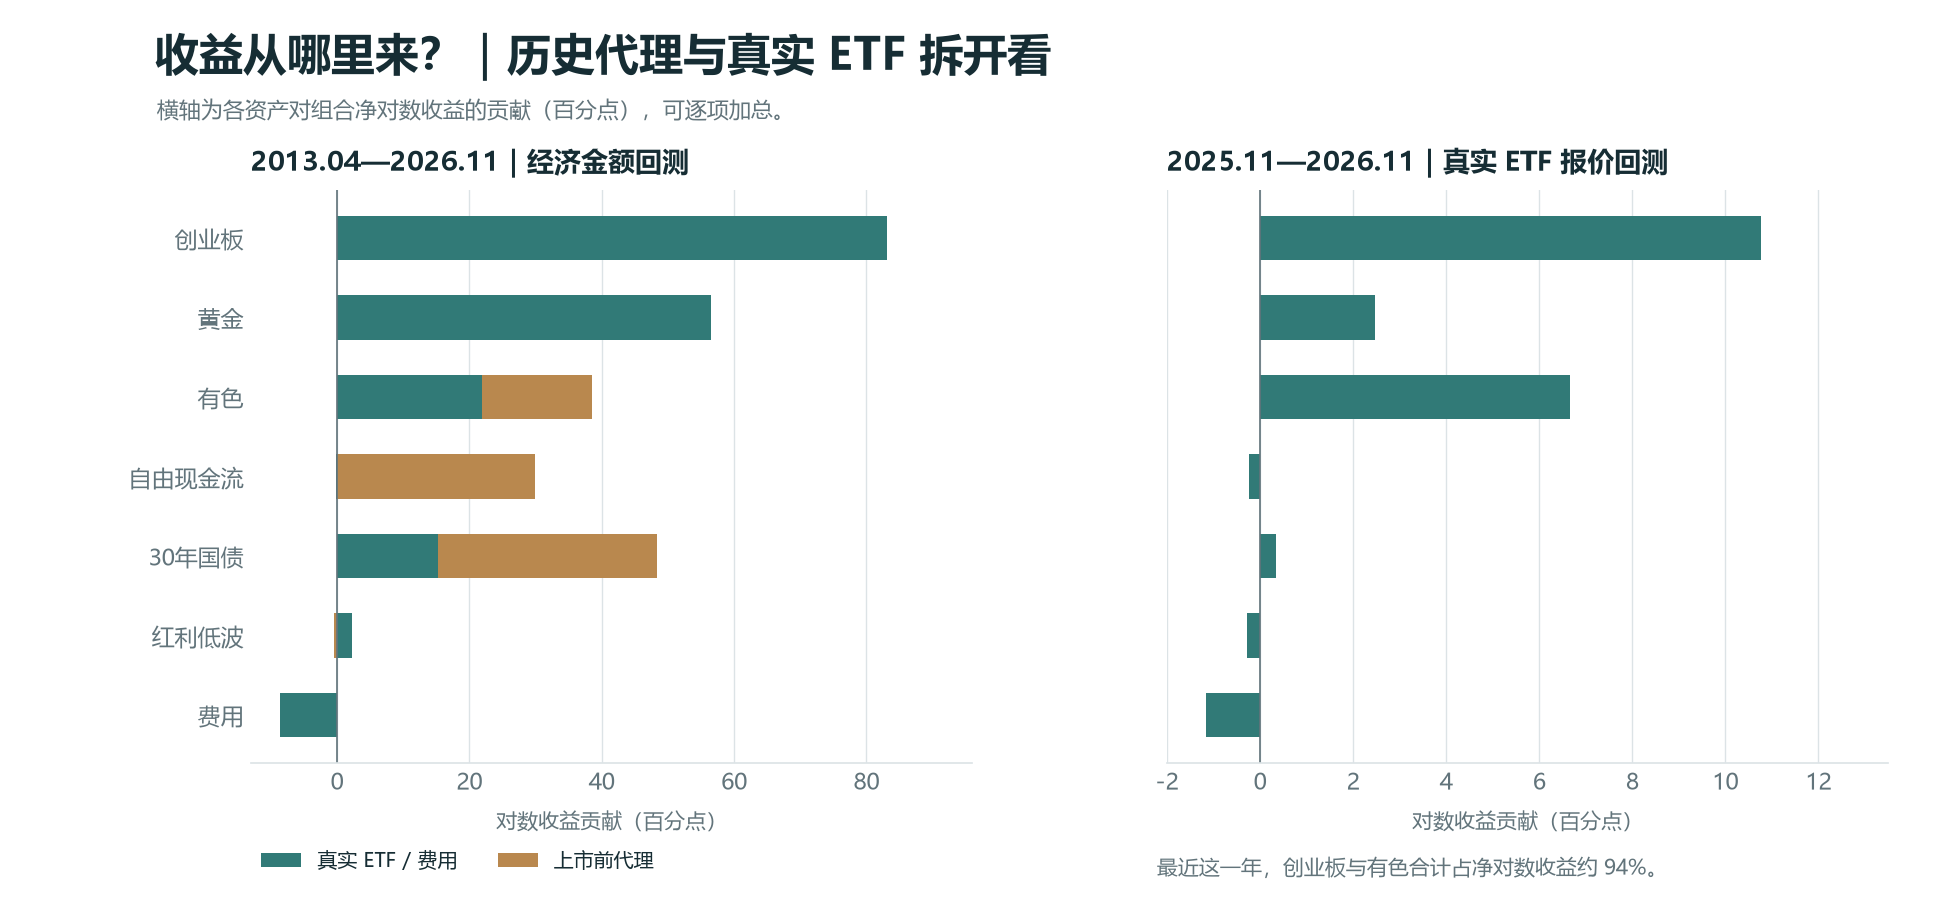 收益从哪里来？｜历史代理与真实 ETF 拆开看
横轴为各资产对组合净对数收益的贡献（百分点），可逐项加总。
2013.04—2026.11｜经济金额回测
创业板
黄金
有色
自由现金流
30年国债
红利低波
费用
0 20 40 60 80
对数收益贡献（百分点）
真实 ETF / 费用 上市前代理
2025.11—2026.11｜真实 ETF 报价回测
-2 0 2 4 6 8 10 12
对数收益贡献（百分点）
最近这一年，创业板与有色合计占净对数收益约 94%。